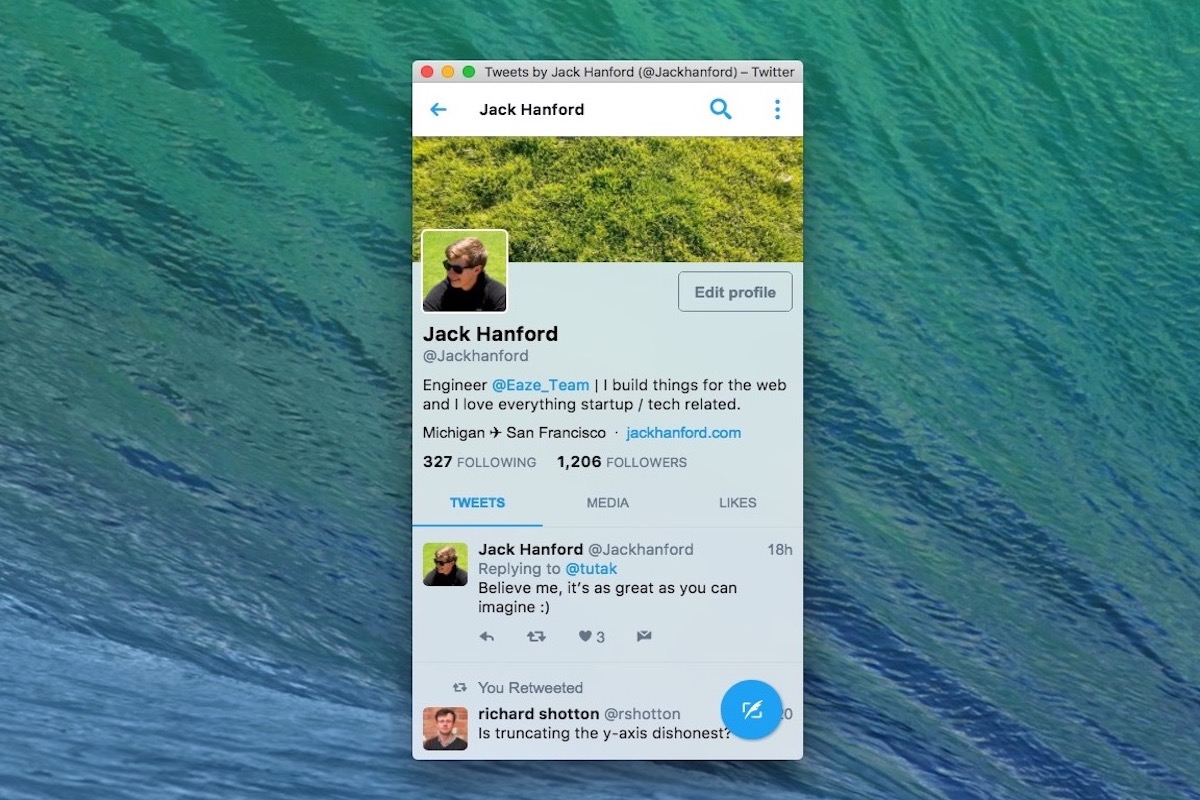 Tweets by Jack Hanford (@Jackhanford) – Twitter
Jack Hanford
Edit profile
Jack Hanford
@Jackhanford
Engineer @Eaze_Team | I build things for the web
and I love everything startup / tech related.
Michigan ✈ San Francisco · jackhanford.com
327 FOLLOWING 1,206 FOLLOWERS
TWEETS MEDIA LIKES
Jack Hanford @Jackhanford 18h
Replying to @tutak
Believe me, it’s as great as you can
imagine :)
3
You Retweeted
richard shotton @rshotton
Is truncating the y-axis dishonest?